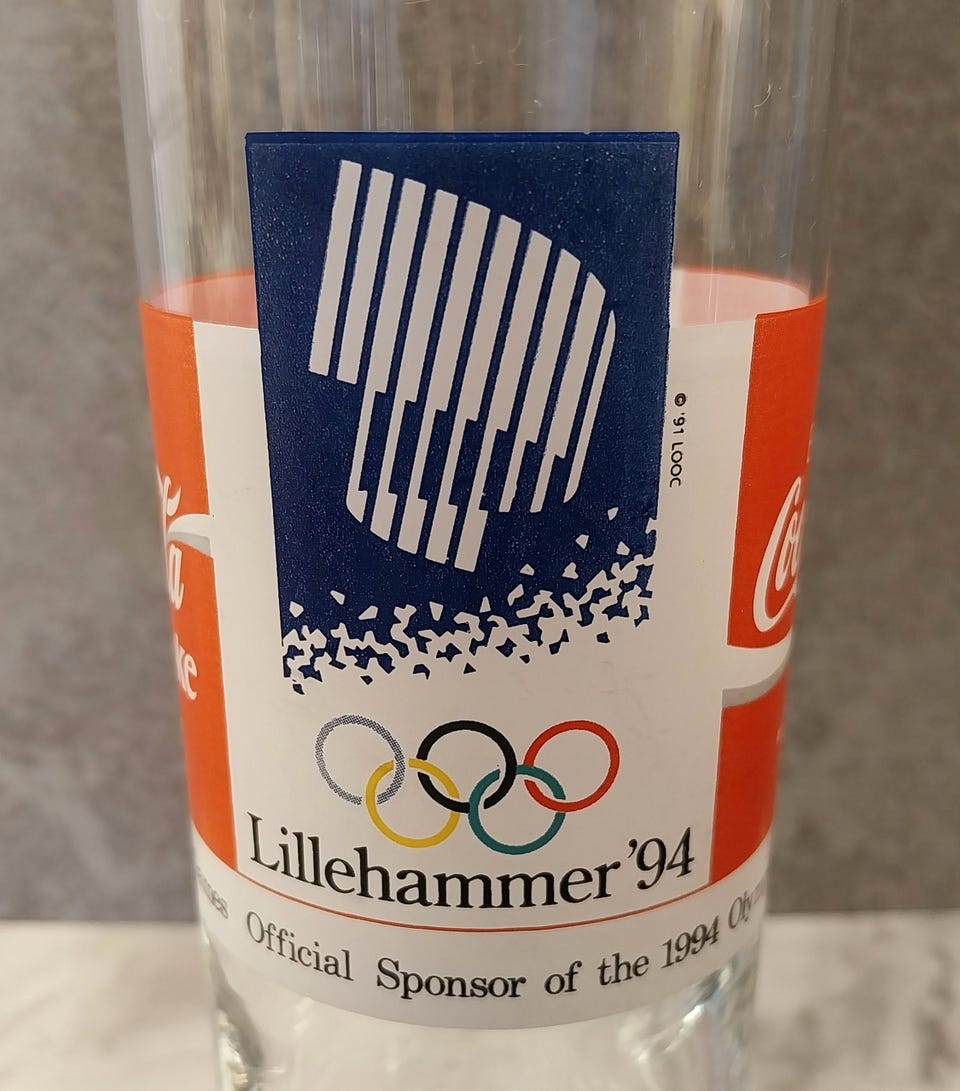 © '91 LOOC
Lillehammer '94
Official Sponsor of the 1994